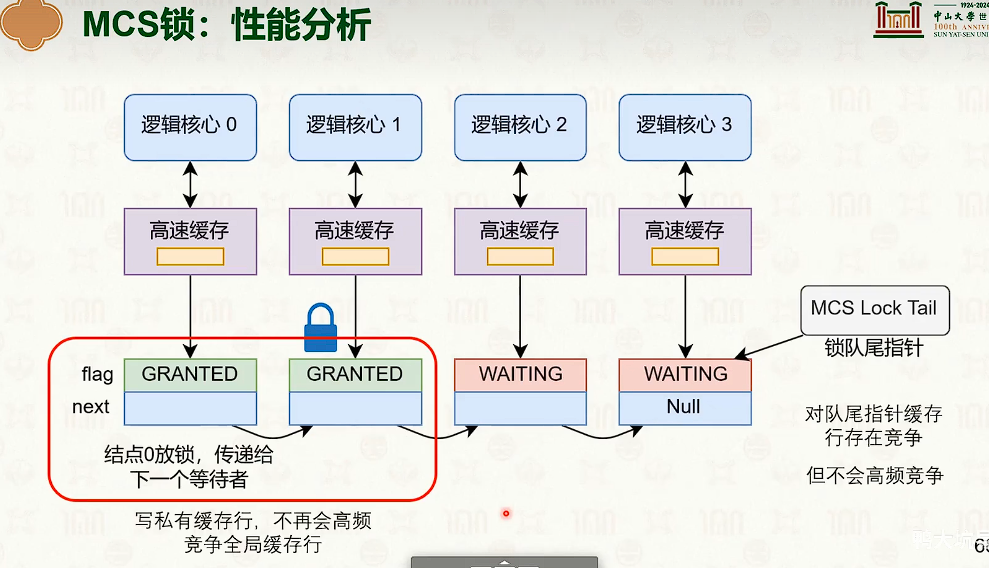 MCS锁：性能分析
1924-2024
中山大學世
100th ANNIV
SUN YAT-SEN UNI
逻辑核心 0
逻辑核心 1
逻辑核心 2
逻辑核心 3
高速缓存
高速缓存
高速缓存
高速缓存
MCS Lock Tail
锁队尾指针
flag
GRANTED
GRANTED
WAITING
WAITING
next
Null
对队尾指针缓存
行存在竞争
但不会高频竞争
结点0放锁，传递给
下一个等待者
写私有缓存行，不再会高频
竞争全局缓存行